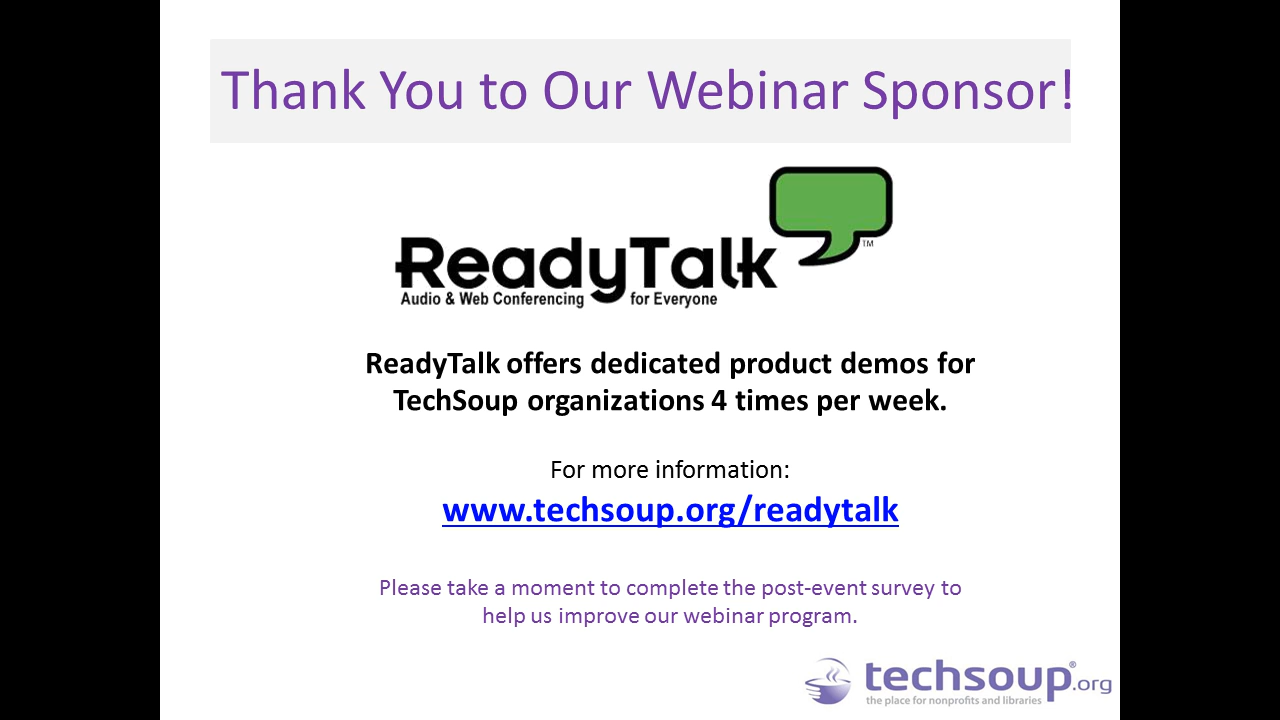 Thank You to Our Webinar Sponsor!
ReadyTalk
TM
Audio & Web Conferencing for Everyone
ReadyTalk offers dedicated product demos for
TechSoup organizations 4 times per week.
For more information:
www.techsoup.org/readytalk
Please take a moment to complete the post-event survey to
help us improve our webinar program.
techsoup®.org
the place for nonprofits and libraries